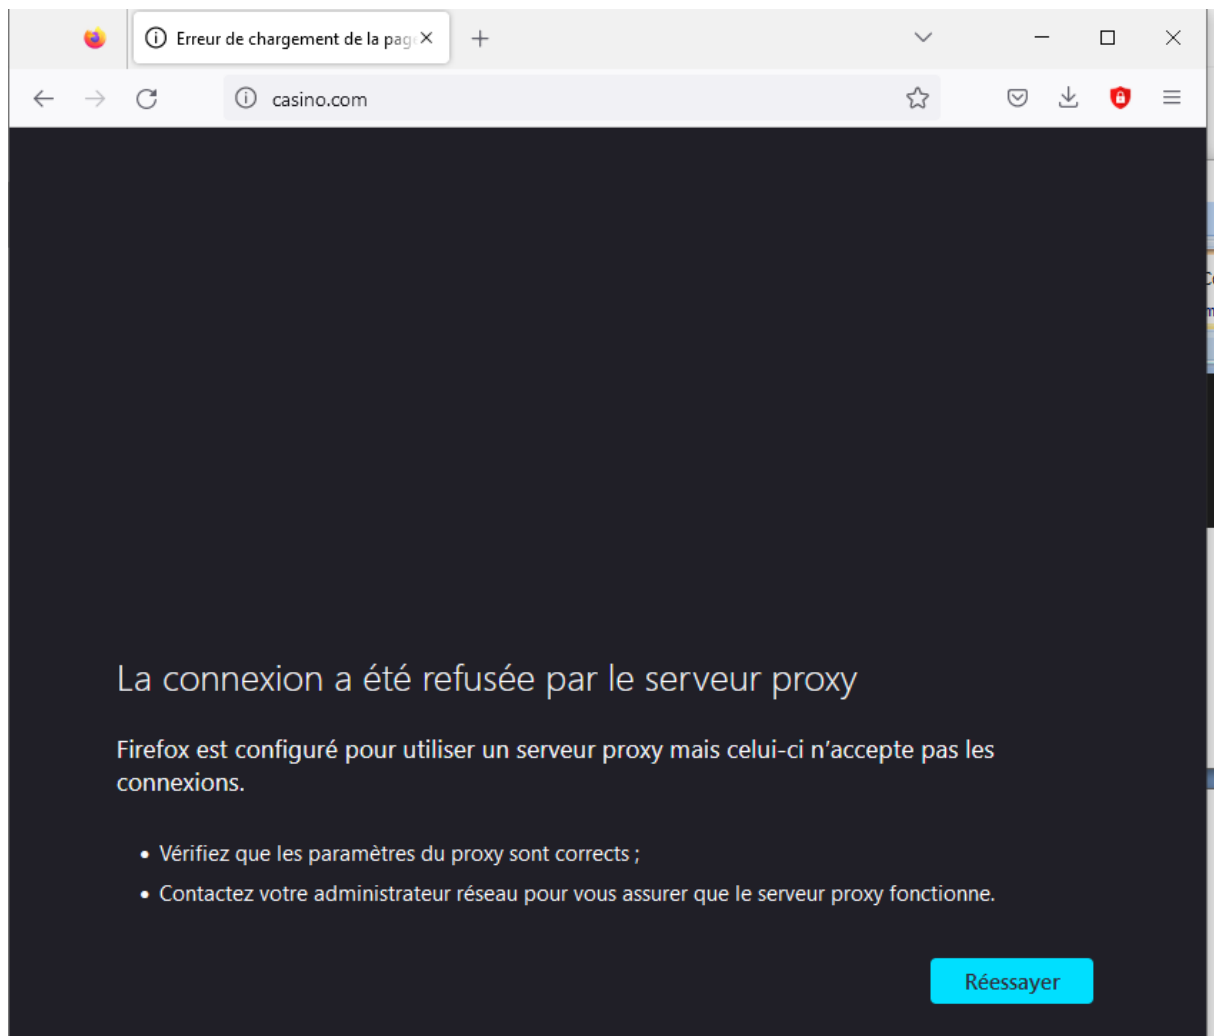 Erreur de chargement de la page
casino.com
La connexion a été refusée par le serveur proxy
Firefox est configuré pour utiliser un serveur proxy mais celui-ci n'accepte pas les
connexions.
• Vérifiez que les paramètres du proxy sont corrects ;
• Contactez votre administrateur réseau pour vous assurer que le serveur proxy fonctionne.
Réessayer